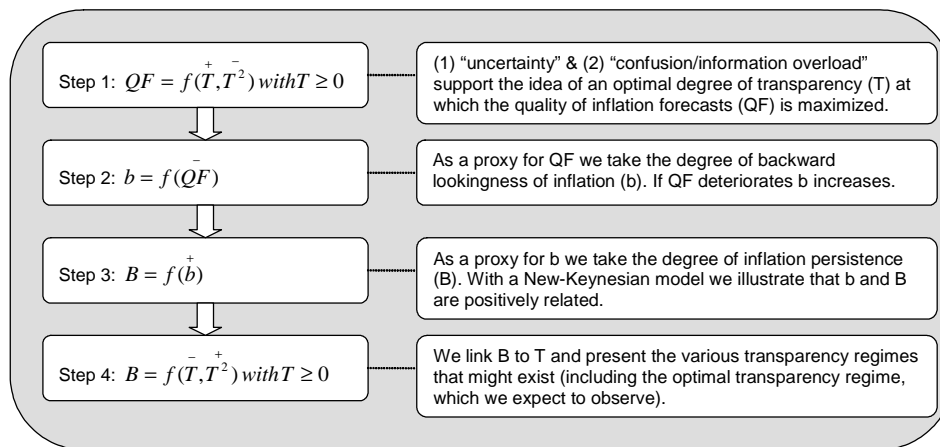 Step 1: QF = f(T⁺, T²⁻) with T ≥ 0
(1) “uncertainty” & (2) “confusion/information overload”
support the idea of an optimal degree of transparency (T) at
which the quality of inflation forecasts (QF) is maximized.
Step 2: b = f(QF⁻)
As a proxy for QF we take the degree of backward
lookingness of inflation (b). If QF deteriorates b increases.
Step 3: B = f(b⁺)
As a proxy for b we take the degree of inflation persistence
(B). With a New-Keynesian model we illustrate that b and B
are positively related.
Step 4: B = f(T⁻, T²⁺) with T ≥ 0
We link B to T and present the various transparency regimes
that might exist (including the optimal transparency regime,
which we expect to observe).